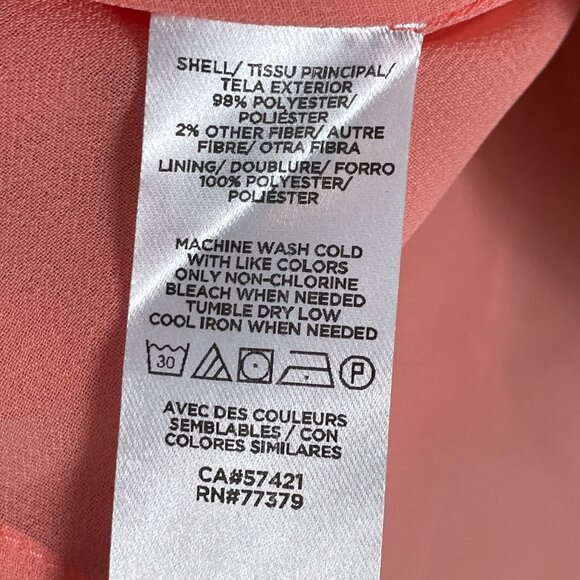 SHELL/ TISSU PRINCIPAL/
TELA EXTERIOR
98% POLYESTER/
POLIÉSTER
2% OTHER FIBER/ AUTRE
FIBRE/ OTRA FIBRA
LINING/ DOUBLURE/ FORRO
100% POLYESTER/
POLIÉSTER
MACHINE WASH COLD
WITH LIKE COLORS
ONLY NON-CHLORINE
BLEACH WHEN NEEDED
TUMBLE DRY LOW
COOL IRON WHEN NEEDED
30 P
AVEC DES COULEURS
SEMBLABLES / CON
COLORES SIMILARES
CA#57421
RN#77379